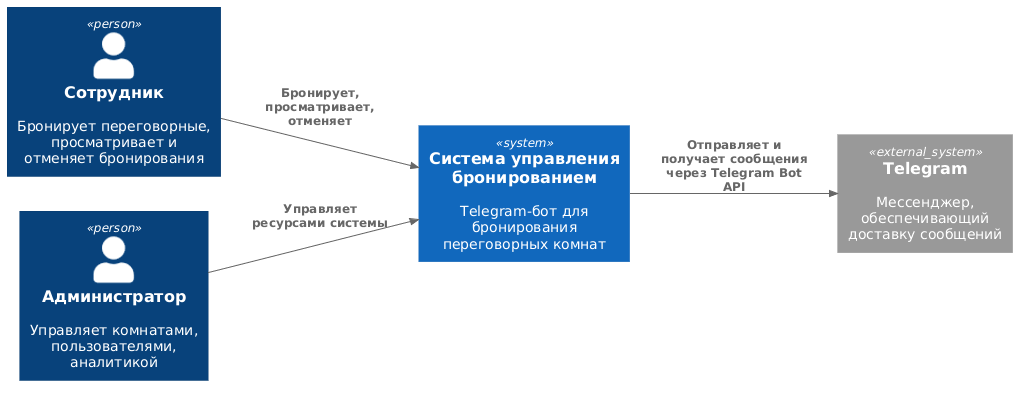 «person»
Сотрудник
Бронирует переговорные,
просматривает и
отменяет бронирования
Бронирует,
просматривает,
отменяет
«person»
Администратор
Управляет комнатами,
пользователями,
аналитикой
Управляет
ресурсами системы
«system»
Система управления
бронированием
Telegram-бот для
бронирования
переговорных комнат
Отправляет и
получает сообщения
через Telegram Bot
API
«external_system»
Telegram
Мессенджер,
обеспечивающий
доставку сообщений